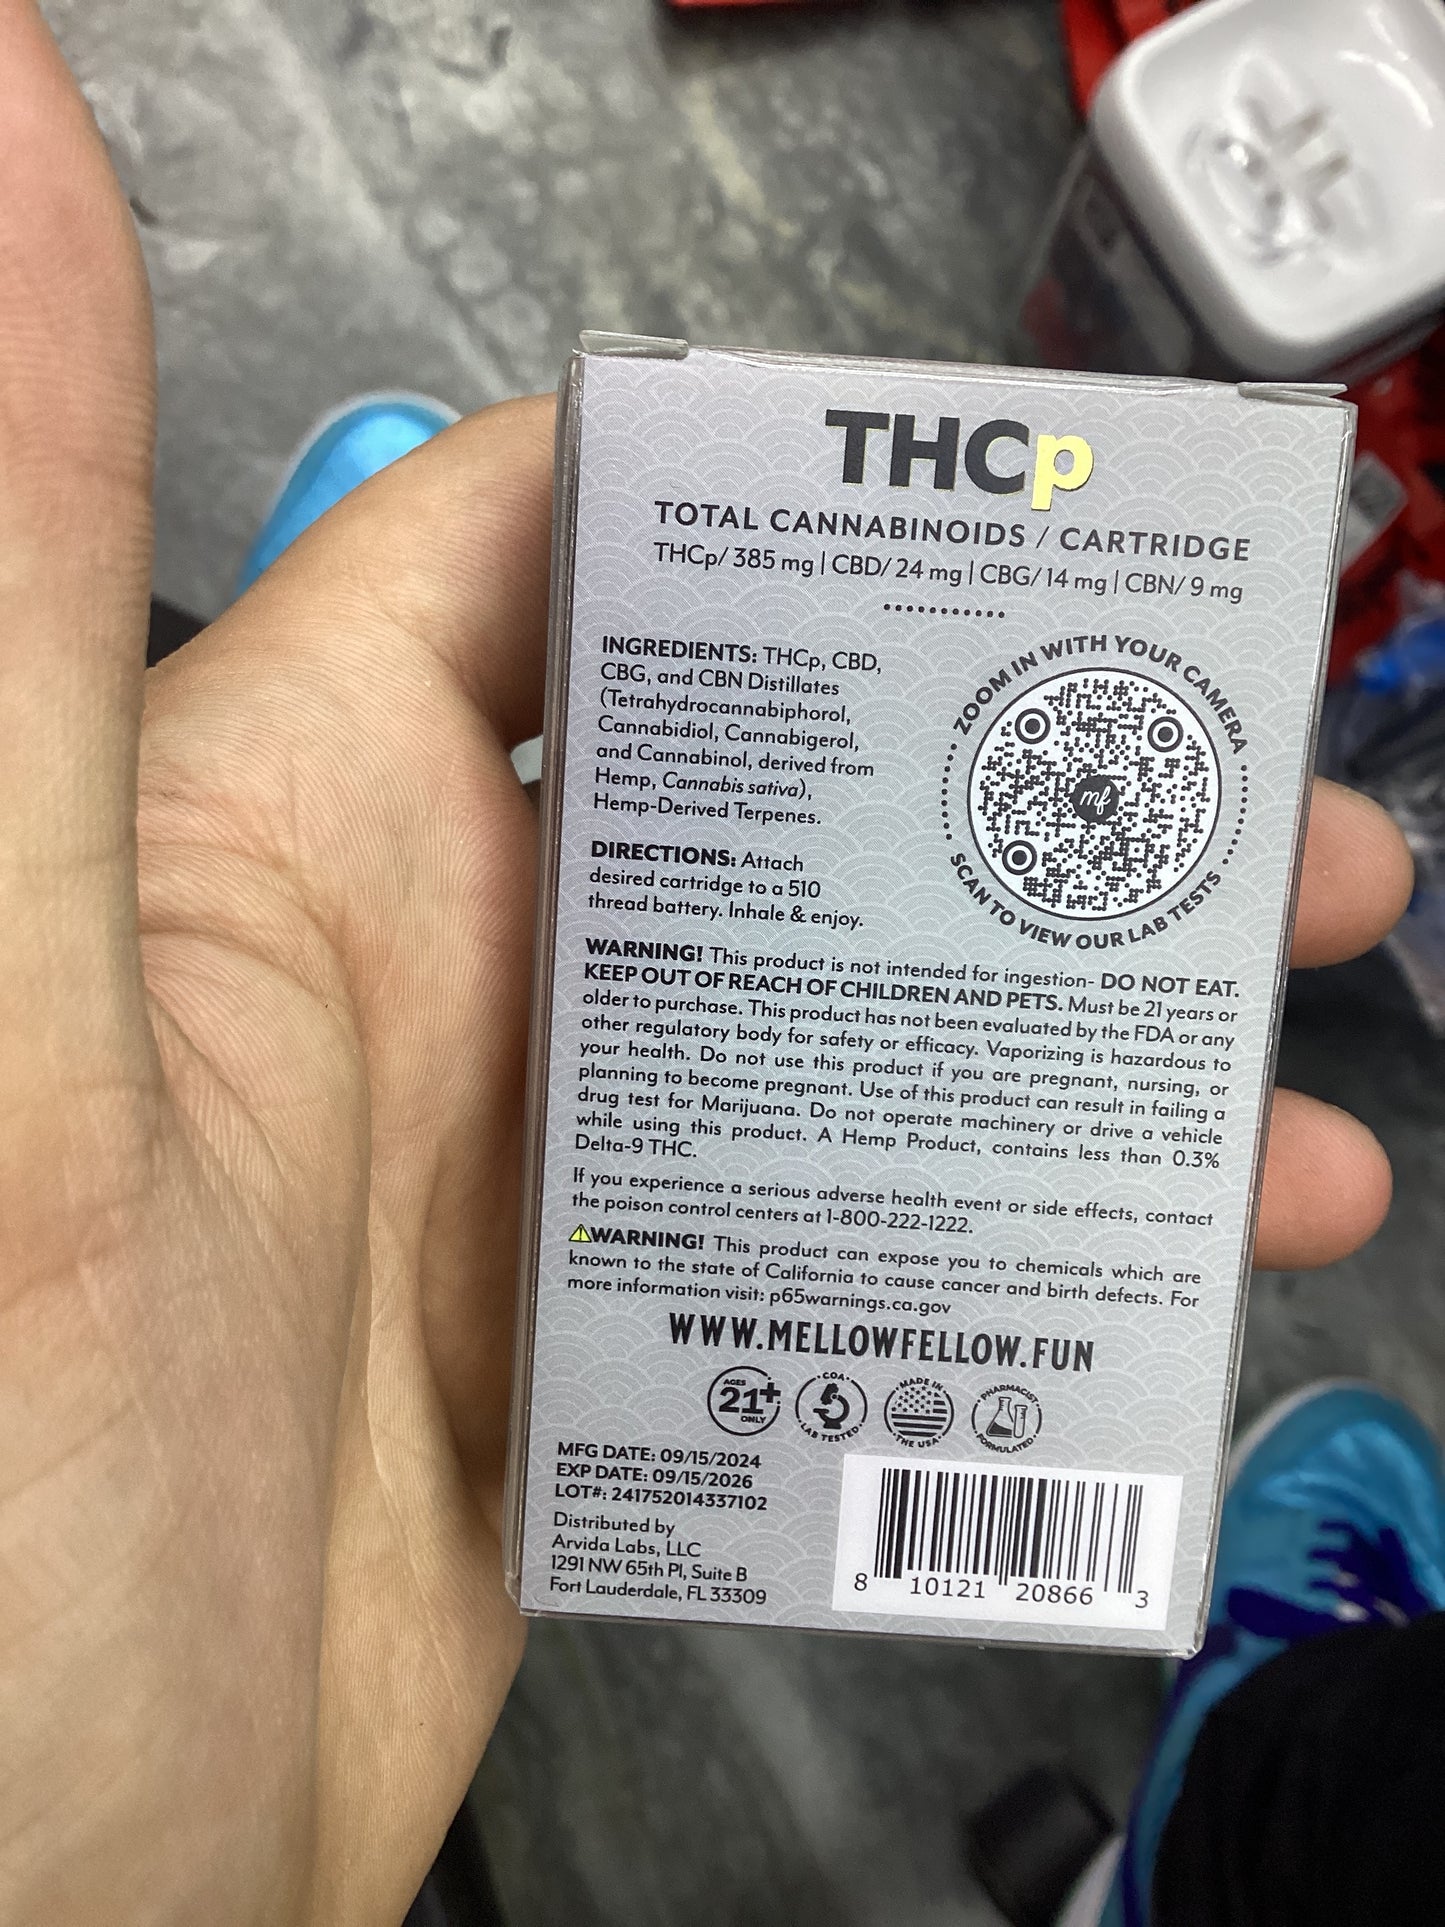 THCp
TOTAL CANNABINOIDS / CARTRIDGE
THCp/ 385 mg | CBD/ 24 mg | CBG/ 14 mg | CBN/ 9 mg
INGREDIENTS: THCp, CBD,
CBG, and CBN Distillates
(Tetrahydrocannabiphorol,
Cannabidiol, Cannabigerol,
and Cannabinol, derived from
Hemp, Cannabis sativa),
Hemp-Derived Terpenes.
DIRECTIONS: Attach
desired cartridge to a 510
thread battery. Inhale & enjoy.
ZOOM IN WITH YOUR CAMERA
mf
SCAN TO VIEW OUR LAB TESTS
WARNING! This product is not intended for ingestion- DO NOT EAT.
KEEP OUT OF REACH OF CHILDREN AND PETS. Must be 21 years or
older to purchase. This product has not been evaluated by the FDA or any
other regulatory body for safety or efficacy. Vaporizing is hazardous to
your health. Do not use this product if you are pregnant, nursing, or
planning to become pregnant. Use of this product can result in failing a
drug test for Marijuana. Do not operate machinery or drive a vehicle
while using this product. A Hemp Product, contains less than 0.3%
Delta-9 THC.
If you experience a serious adverse health event or side effects, contact
the poison control centers at 1-800-222-1222.
WARNING! This product can expose you to chemicals which are
known to the state of California to cause cancer and birth defects. For
more information visit: p65warnings.ca.gov
WWW.MELLOWFELLOW.FUN
AGES
21+
ONLY
COA
LAB TESTED
MADE IN
THE USA
PHARMACIST
FORMULATED
MFG DATE: 09/15/2024
EXP DATE: 09/15/2026
LOT#: 241752014337102
Distributed by
Arvida Labs, LLC
1291 NW 65th Pl, Suite B
Fort Lauderdale, FL 33309
8 10121 20866 3